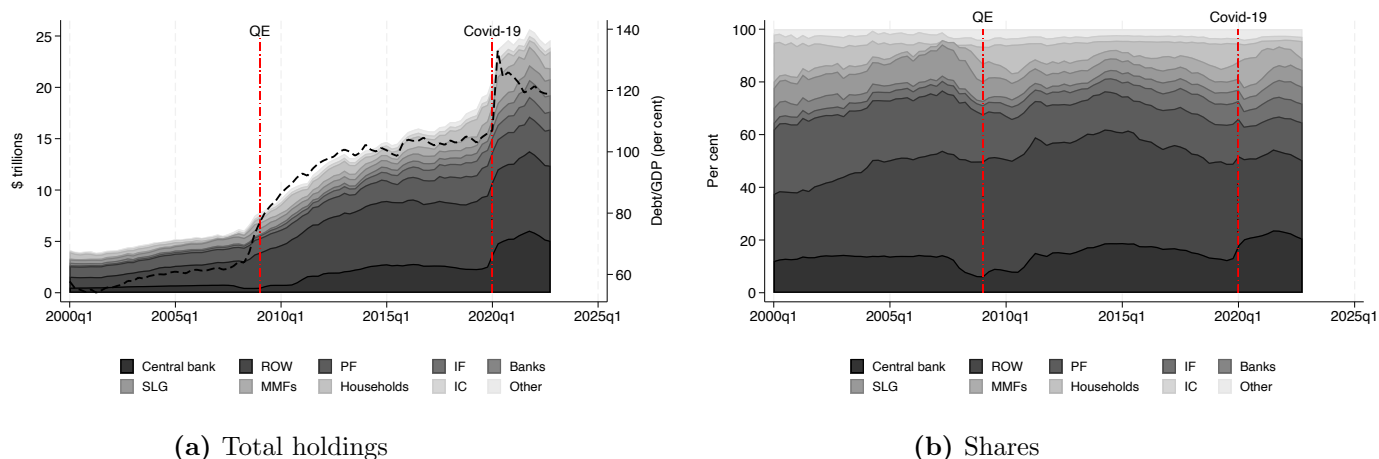 QE
Covid-19
25
20
15
10
5
0
$ trillions
140
120
100
80
60
Debt/GDP (per cent)
2000q1 2005q1 2010q1 2015q1 2020q1 2025q1
Central bank ROW PF IF Banks
SLG MMFs Households IC Other
(a) Total holdings
QE
Covid-19
100
80
60
40
20
0
Per cent
2000q1 2005q1 2010q1 2015q1 2020q1 2025q1
Central bank ROW PF IF Banks
SLG MMFs Households IC Other
(b) Shares